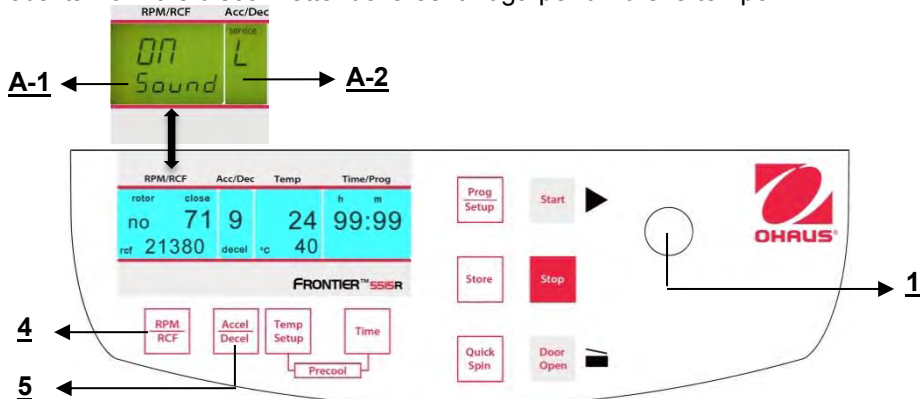 RPM/RCF Acc/Dec
service
On L
Sound
A-1
A-2
RPM/RCF Acc/Dec Temp Time/Prog
rotor close h m
no 71 9 24 99:99
rcf 21380 decel °C 40
FRONTIER™ 5515R
RPM
RCF
Accel
Decel
Temp
Setup
Time
Precool
Prog
Setup
Start
Store
Stop
Quick
Spin
Door
Open
OHAUS®
1
4
5